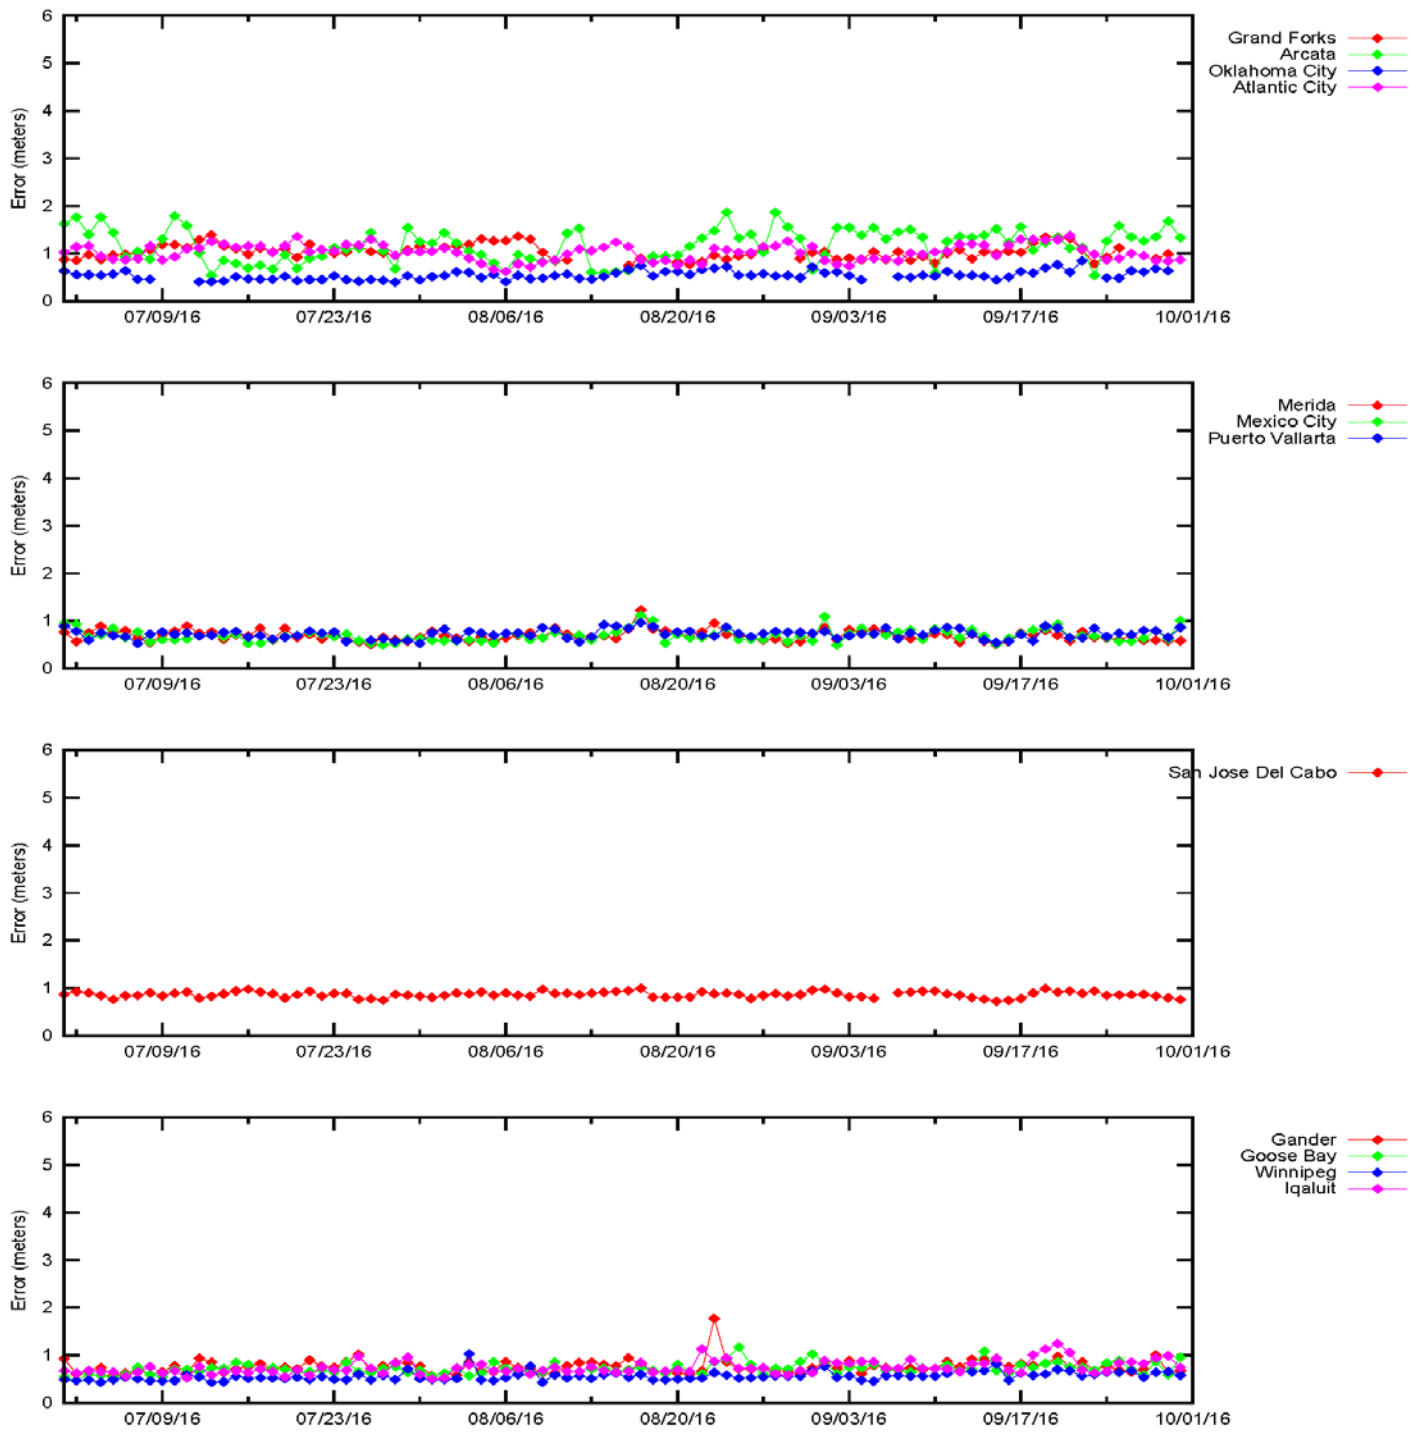 6
Grand Forks
Arcata
5
Oklahoma City
Atlantic City
4
Error (meters)
3
2
1
0
07/09/16 07/23/16 08/06/16 08/20/16 09/03/16 09/17/16 10/01/16
6
Merida
Mexico City
5
Puerto Vallarta
4
Error (meters)
3
2
1
0
07/09/16 07/23/16 08/06/16 08/20/16 09/03/16 09/17/16 10/01/16
6
San Jose Del Cabo
5
4
Error (meters)
3
2
1
0
07/09/16 07/23/16 08/06/16 08/20/16 09/03/16 09/17/16 10/01/16
6
Gander
Goose Bay
5
Winnipeg
Iqaluit
4
Error (meters)
3
2
1
0
07/09/16 07/23/16 08/06/16 08/20/16 09/03/16 09/17/16 10/01/16